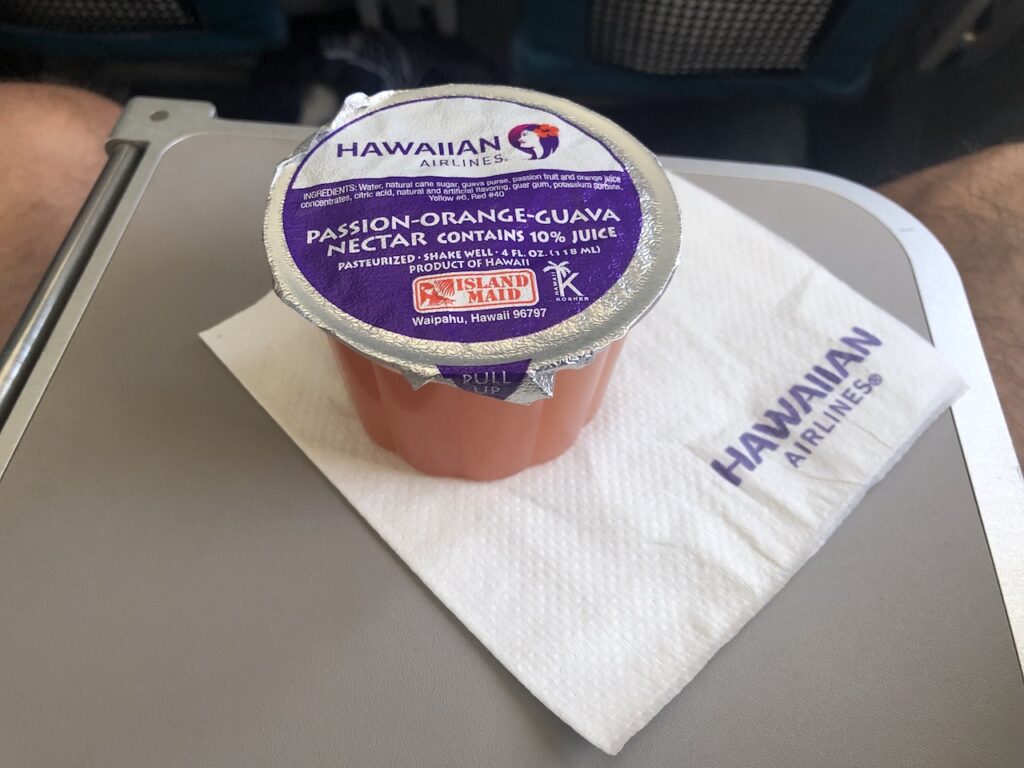 HAWAIIAN
AIRLINES®
INGREDIENTS: Water, natural cane sugar, guava puree, passion fruit and orange juice
concentrates, citric acid, natural and artificial flavoring, guar gum, potassium sorbate,
Yellow #6, Red #40
PASSION-ORANGE-GUAVA
NECTAR CONTAINS 10% JUICE
PASTEURIZED · SHAKE WELL · 4 FL. OZ. (118 ML)
PRODUCT OF HAWAII
ISLAND
MAID
HAWAII
K
KOSHER
Waipahu, Hawaii 96797
PULL
UP
HAWAIIAN
AIRLINES®